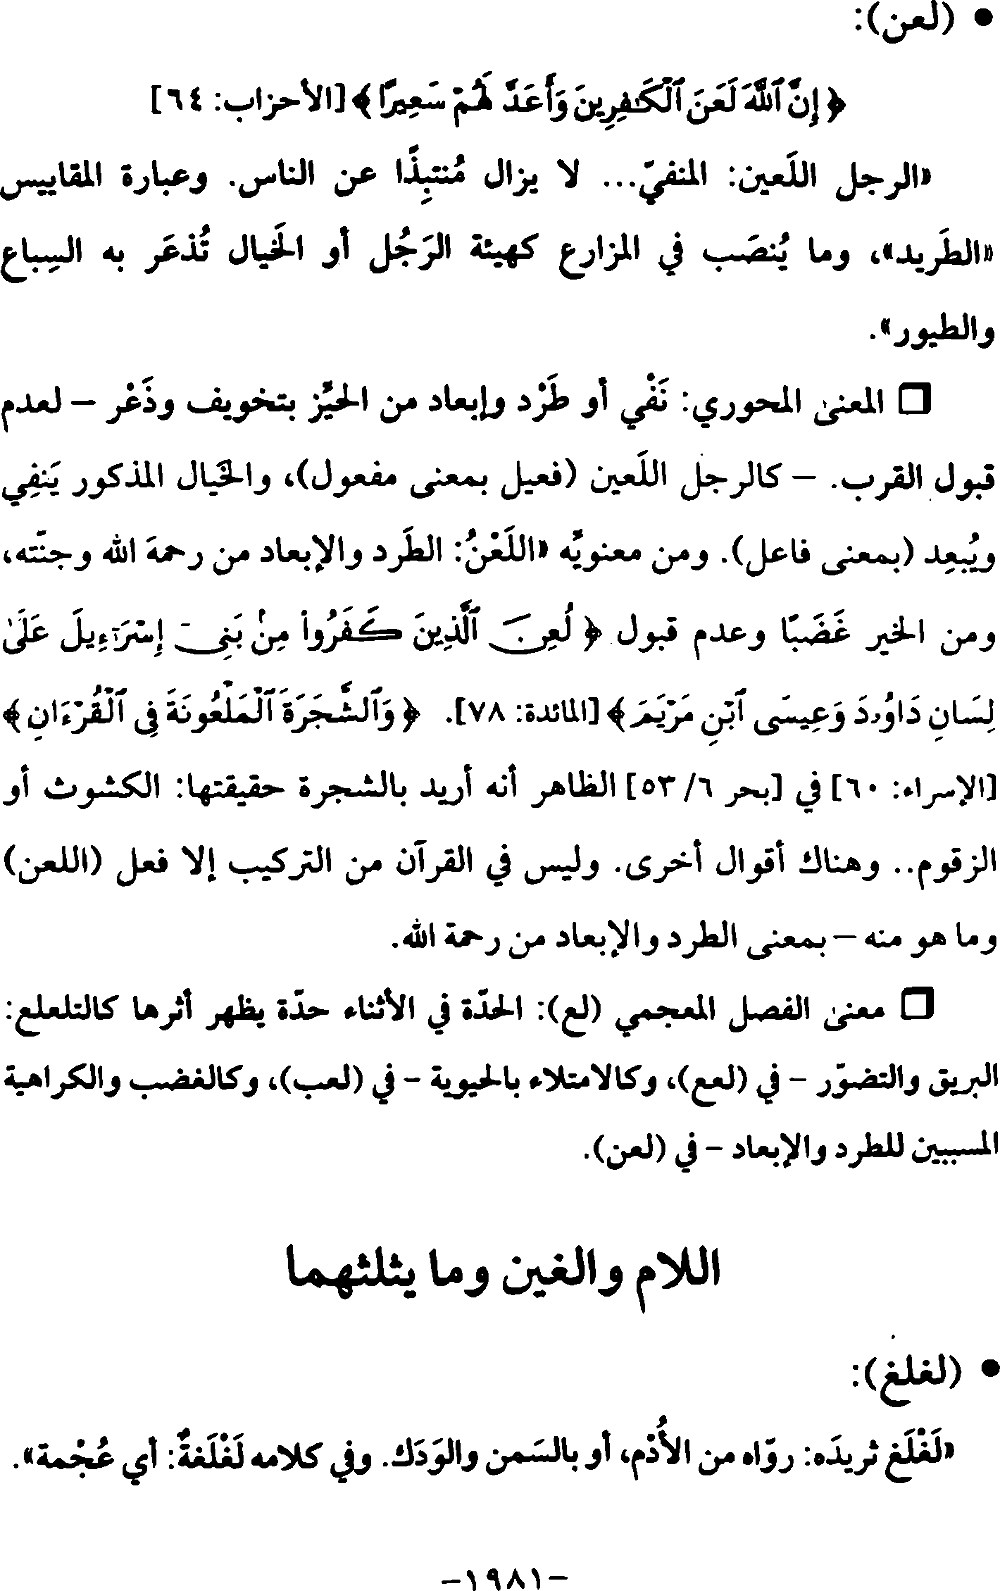 • (لعن):
﴿ إِنَّ ٱللَّهَ لَعَنَ ٱلْكَٰفِرِينَ وَأَعَدَّ لَهُمْ سَعِيرًا ﴾ [الأحزاب: ٦٤]
«الرجل اللَعين: المنفيّ... لا يزال مُنتبِذًا عن الناس. وعبارة المقاييس
«الطَريد»، وما يُنصَب في المزارع كهيئة الرَجُل أو الخَيال تُذعَر به السِباع
والطيور».
❒ المعنى المحوري: نَفْي أو طَرْد وإبعاد من الحيِّز بتخويف وذَعْر – لعدم
قبول القرب. – كالرجل اللَعين (فعيل بمعنى مفعول)، والخَيال المذكور يَنفِي
ويُبعِد (بمعنى فاعل). ومن معنويِّه «اللَعْنُ: الطَرد والإبعاد من رحمة الله وجنّته،
ومن الخير غَضَبًا وعدم قبول ﴿ لُعِنَ ٱلَّذِينَ كَفَرُوا۟ مِنۢ بَنِىٓ إِسْرَٰٓءِيلَ عَلَىٰ
لِسَانِ دَاوُۥدَ وَعِيسَى ٱبْنِ مَرْيَمَ ﴾ [المائدة: ٧٨]. ﴿ وَٱلشَّجَرَةَ ٱلْمَلْعُونَةَ فِى ٱلْقُرْءَانِ ﴾
[الإسراء: ٦٠] في [بحر ٦/ ٥٣] الظاهر أنه أريد بالشجرة حقيقتها: الكشوث أو
الزقوم.. وهناك أقوال أخرى. وليس في القرآن من التركيب إلا فعل (اللعن)
وما هو منه – بمعنى الطرد والإبعاد من رحمة الله.
❒ معنى الفصل المعجمي (لع): الحدّة في الأثناء حدّة يظهر أثرها كالتلعلع:
البريق والتضوّر – في (لعع)، وكالامتلاء بالحيوية – في (لعب)، وكالغضب والكراهية
المسببين للطرد والإبعاد – في (لعن).
اللام والغين وما يثلثهما
• (لغلغ):
«لَغْلَغ ثريدَه: روّاه من الأُدْم، أو بالسَمن والوَدَك. وفي كلامه لَغْلَغةٌ: أي عُجْمة».
-١٩٨١-